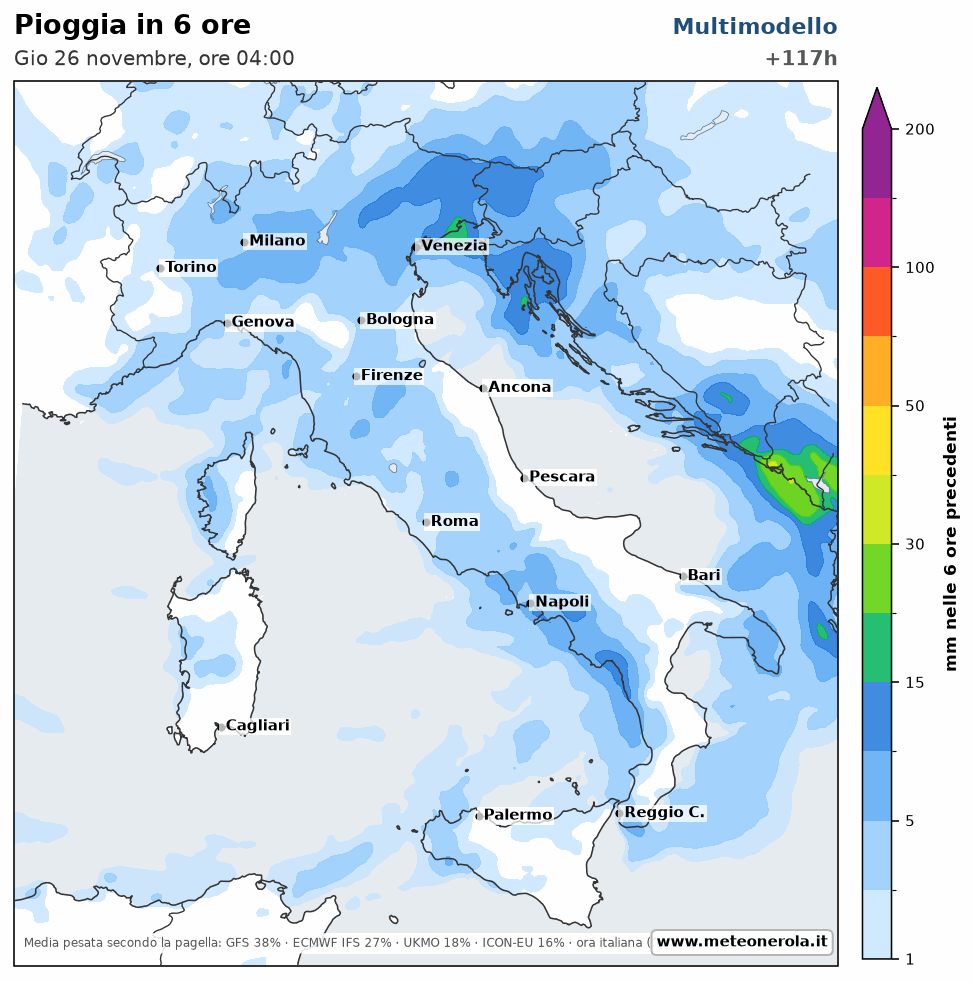 Pioggia in 6 ore
Multimodello
Gio 26 novembre, ore 04:00
+117h
200
100
50
30
15
5
1
mm nelle 6 ore precedenti
Milano
Venezia
Torino
Genova
Bologna
Firenze
Ancona
Pescara
Roma
Bari
Napoli
Cagliari
Palermo
Reggio C.
Media pesata secondo la pagella: GFS 38% · ECMWF IFS 27% · UKMO 18% · ICON-EU 16% · ora italiana (
www.meteonerola.it